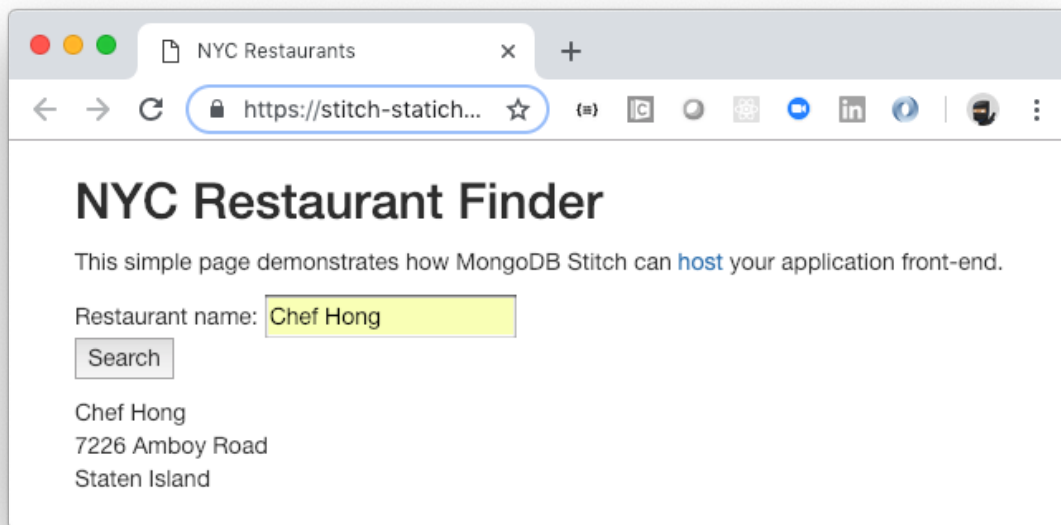 NYC Restaurants
https://stitch-statich...
NYC Restaurant Finder
This simple page demonstrates how MongoDB Stitch can host your application front-end.
Restaurant name: Chef Hong
Search
Chef Hong
7226 Amboy Road
Staten Island